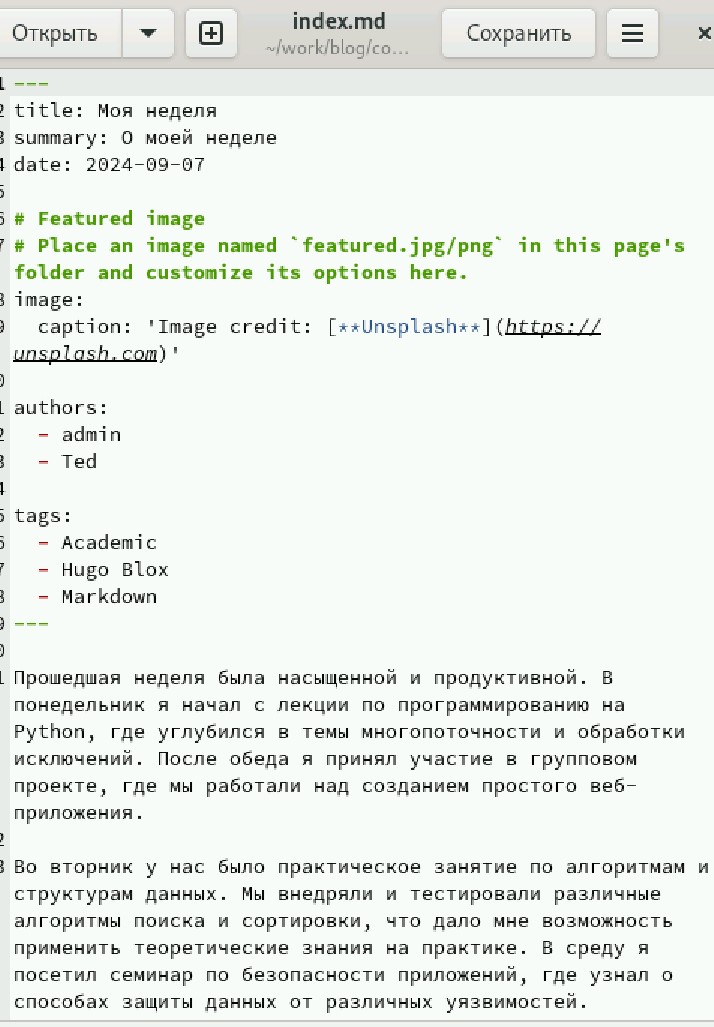 Открыть
index.md
~/work/blog/co...
Сохранить
1 ---
2 title: Моя неделя
3 summary: О моей неделе
4 date: 2024-09-07
5
6 # Featured image
7 # Place an image named `featured.jpg/png` in this page's
folder and customize its options here.
8 image:
9 caption: 'Image credit: [**Unsplash**](https://
unsplash.com)'
0
1 authors:
2 - admin
3 - Ted
4
5 tags:
6 - Academic
7 - Hugo Blox
8 - Markdown
9 ---
0
1 Прошедшая неделя была насыщенной и продуктивной. В
понедельник я начал с лекции по программированию на
Python, где углубился в темы многопоточности и обработки
исключений. После обеда я принял участие в групповом
проекте, где мы работали над созданием простого веб-
приложения.
2
3 Во вторник у нас было практическое занятие по алгоритмам и
структурам данных. Мы внедряли и тестировали различные
алгоритмы поиска и сортировки, что дало мне возможность
применить теоретические знания на практике. В среду я
посетил семинар по безопасности приложений, где узнал о
способах защиты данных от различных уязвимостей.